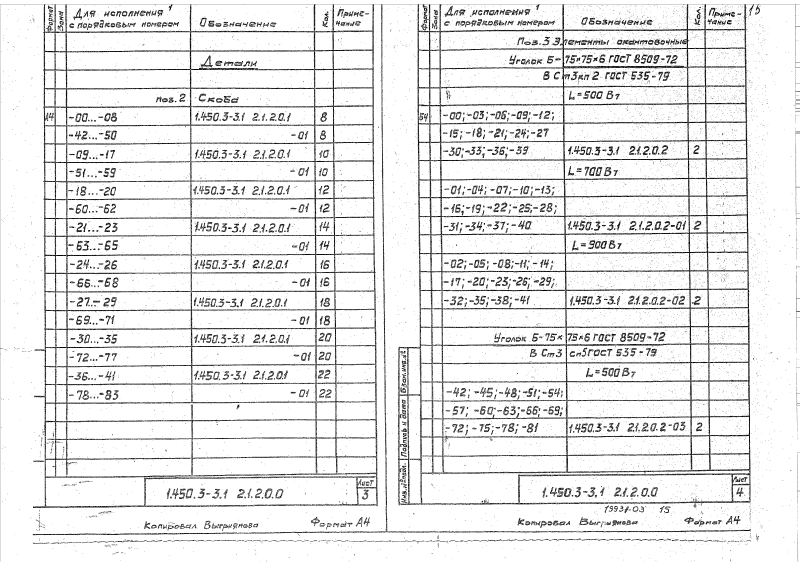 Формат
Зона
Для исполнения 1
с порядковым номером
Обозначение
Кол.
Приме-
чание
Детали
поз.2 Скоба
А4 -00...-08 1.450.3-3.1 2.1.2.0.1 8
-42...-50 -01 8
-09...-17 1.450.3-3.1 2.1.2.0.1 10
-51...-59 -01 10
-18...-20 1.450.3-3.1 2.1.2.0.1 12
-60...-62 -01 12
-21...-23 1.450.3-3.1 2.1.2.0.1 14
-63...-65 -01 14
-24...-26 1.450.3-3.1 2.1.2.0.1 16
-66...-68 -01 16
-27...-29 1.450.3-3.1 2.1.2.0.1 18
-69...-71 -01 18
-30...-35 1.450.3-3.1 2.1.2.0.1 20
-72...-77 -01 20
-36...-41 1.450.3-3.1 2.1.2.0.1 22
-78...-83 -01 22
1.450.3-3.1 2.1.2.0.0
Лист
3
Копировал Выгриянова Формат А4
15
Формат
Зона
Для исполнения 1
с порядковым номером
Обозначение
Кол.
Приме-
чание
Поз.3 Элементы окантовочные
Уголок Б-75×75×6 ГОСТ 8509-72
В Ст3кп2 ГОСТ 535-79
L=500 Вт
Б4 -00;-03;-06;-09;-12;
-15;-18;-21;-24;-27
-30;-33;-36;-39 1.450.3-3.1 2.1.2.0.2 2
L=700 Вт
-01;-04;-07;-10;-13;
-16;-19;-22;-25;-28;
-31;-34;-37;-40 1.450.3-3.1 2.1.2.0.2-01 2
L=900 Вт
-02;-05;-08;-11;-14;
-17;-20;-23;-26;-29;
-32;-35;-38;-41 1.450.3-3.1 2.1.2.0.2-02 2
Уголок Б-75×75×6 ГОСТ 8509-72
В Ст3 сп5 ГОСТ 535-79
L=500 Вт
-42;-45;-48;-51;-54;
-57;-60;-63;-66;-69;
-72;-75;-78;-81 1.450.3-3.1 2.1.2.0.2-03 2
Инв.№ подл. Подпись и дата Взам.инв.№
1.450.3-3.1 2.1.2.0.0
Лист
4
19931-03 15
Копировал Выгриянова Формат А4